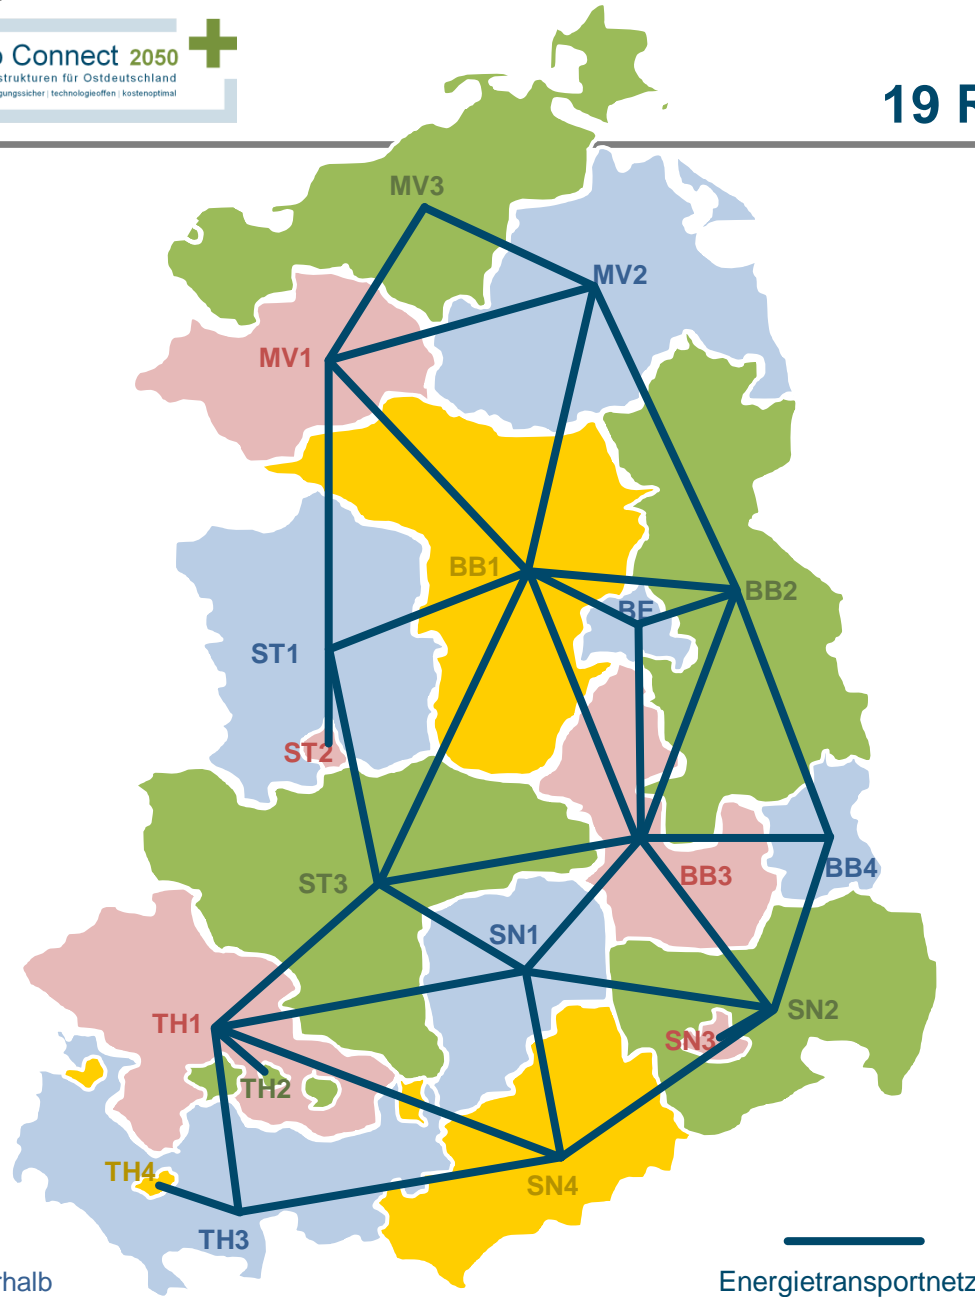 Connect 2050
strukturen für Ostdeutschland
gungssicher | technologieoffen | kostenoptimal
19 R
MV3
MV2
MV1
BB1
BB2
BE
ST1
ST2
ST3
BB3
BB4
SN1
SN2
TH1
SN3
TH2
TH4
SN4
TH3
rhalb
Energietransportnetz